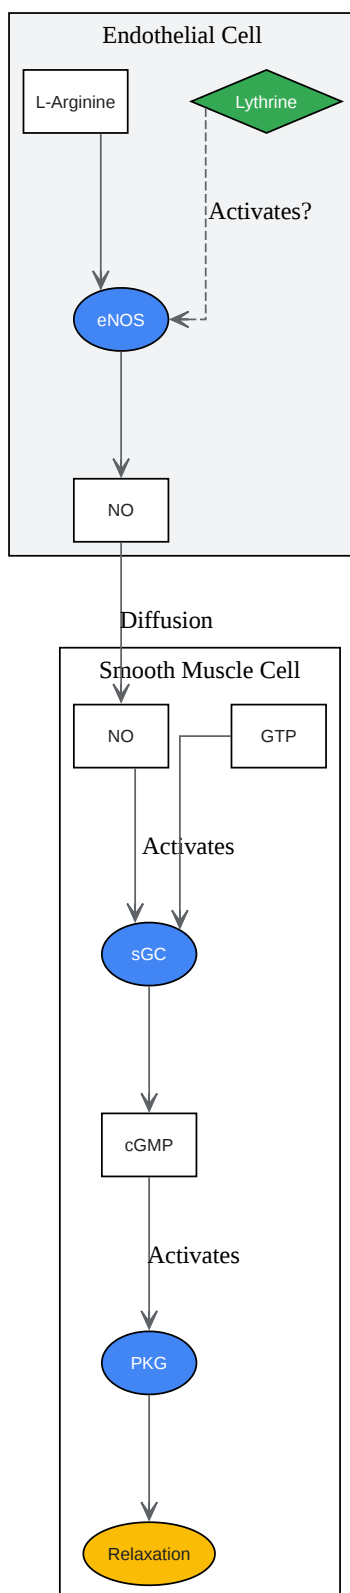 Endothelial Cell
L-Arginine
Lythrine
Activates?
eNOS
NO
Diffusion
Smooth Muscle Cell
NO
GTP
Activates
sGC
cGMP
Activates
PKG
Relaxation